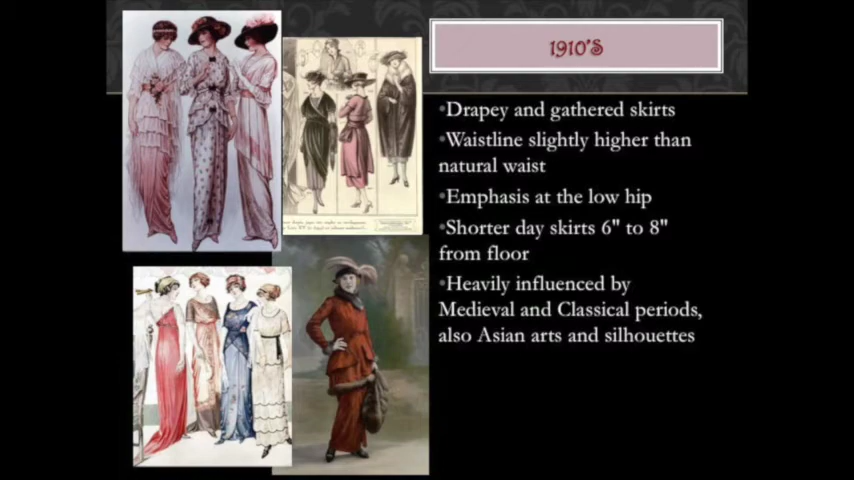 1910'S
•Drapey and gathered skirts
•Waistline slightly higher than
natural waist
•Emphasis at the low hip
•Shorter day skirts 6" to 8"
from floor
•Heavily influenced by
Medieval and Classical periods,
also Asian arts and silhouettes